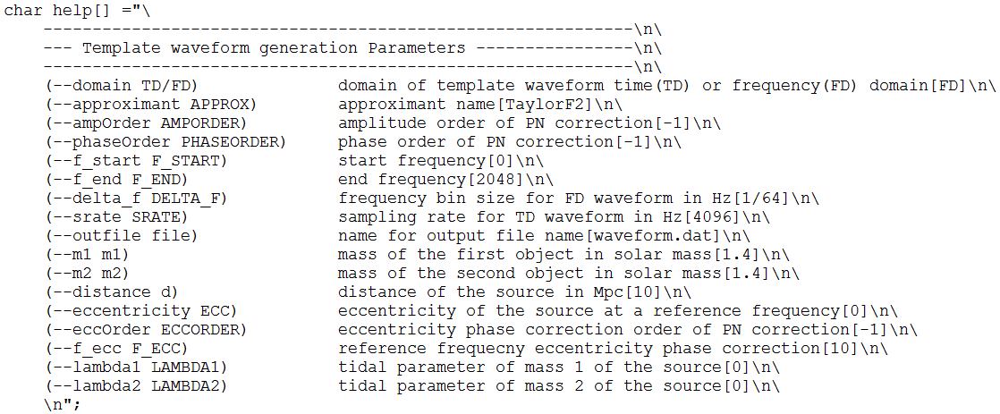 char help[] ="\
    ------------------------------------------------------------\n\
    --- Template waveform generation Parameters ----------------\n\
    ------------------------------------------------------------\n\
    (--domain TD/FD)              domain of template waveform time(TD) or frequency(FD) domain[FD]\n\
    (--approximant APPROX)        approximant name[TaylorF2]\n\
    (--ampOrder AMPORDER)         amplitude order of PN correction[-1]\n\
    (--phaseOrder PHASEORDER)     phase order of PN correction[-1]\n\
    (--f_start F_START)           start frequency[0]\n\
    (--f_end F_END)               end frequency[2048]\n\
    (--delta_f DELTA_F)           frequency bin size for FD waveform in Hz[1/64]\n\
    (--srate SRATE)               sampling rate for TD waveform in Hz[4096]\n\
    (--outfile file)              name for output file name[waveform.dat]\n\
    (--m1 m1)                     mass of the first object in solar mass[1.4]\n\
    (--m2 m2)                     mass of the second object in solar mass[1.4]\n\
    (--distance d)                distance of the source in Mpc[10]\n\
    (--eccentricity ECC)          eccentricity of the source at a reference frequency[0]\n\
    (--eccOrder ECCORDER)         eccentricity phase correction order of PN correction[-1]\n\
    (--f_ecc F_ECC)               reference frequecny eccentricity phase correction[10]\n\
    (--lambda1 LAMBDA1)           tidal parameter of mass 1 of the source[0]\n\
    (--lambda2 LAMBDA2)           tidal parameter of mass 2 of the source[0]\n\
    \n";